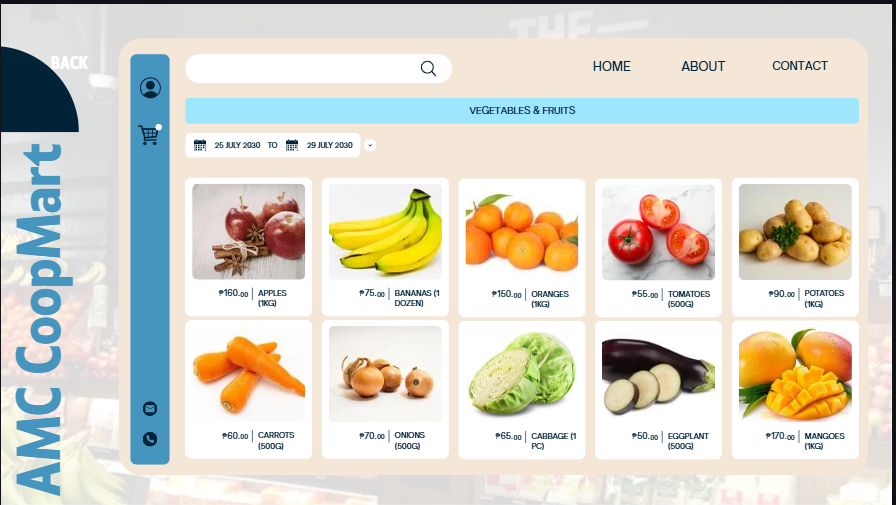 THE
BACK
AMC CoopMart
HOME ABOUT CONTACT
VEGETABLES & FRUITS
25 JULY 2030 TO 29 JULY 2030
₱160.00 | APPLES
(1KG)
₱75.00 | BANANAS (1
DOZEN)
₱150.00 | ORANGES
(1KG)
₱55.00 | TOMATOES
(500G)
₱90.00 | POTATOES
(1KG)
₱60.00 | CARROTS
(500G)
₱70.00 | ONIONS
(500G)
₱65.00 | CABBAGE (1
PC)
₱50.00 | EGGPLANT
(500G)
₱170.00 | MANGOES
(1KG)